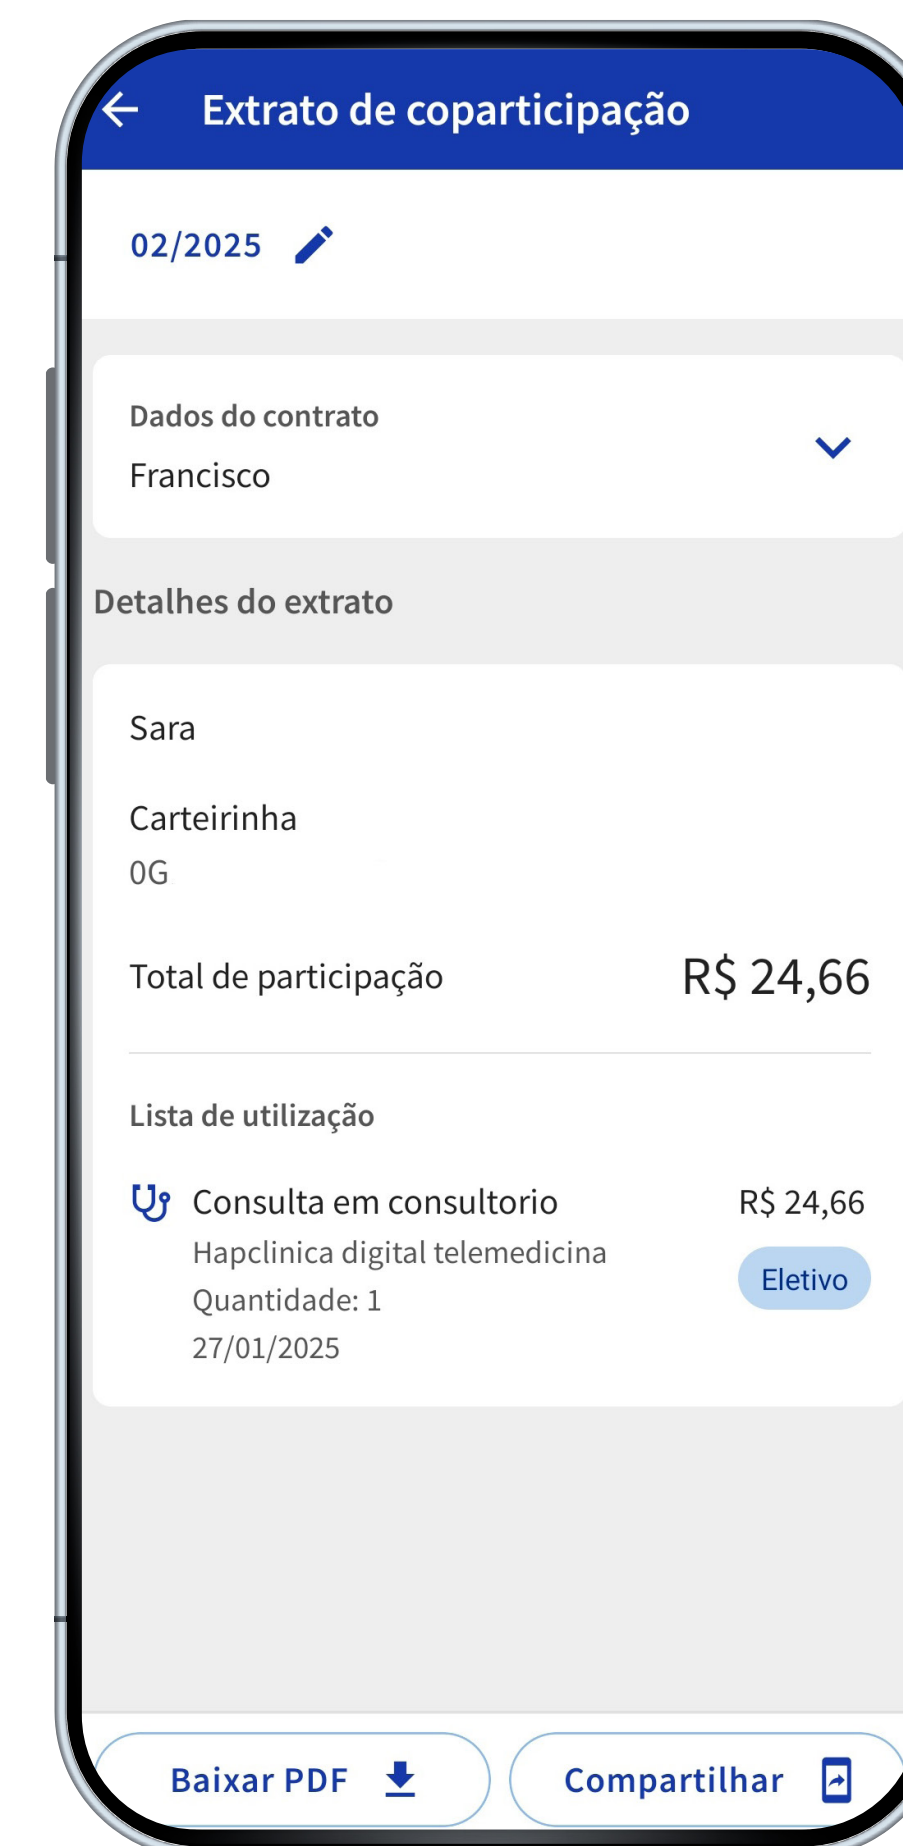 Extrato de coparticipação
02/2025
Dados do contrato
Francisco
Detalhes do extrato
Sara
Carteirinha
0G
Total de participação R$ 24,66
Lista de utilização
Consulta em consultorio R$ 24,66
Hapclinica digital telemedicina
Eletivo
Quantidade: 1
27/01/2025
Baixar PDF Compartilhar